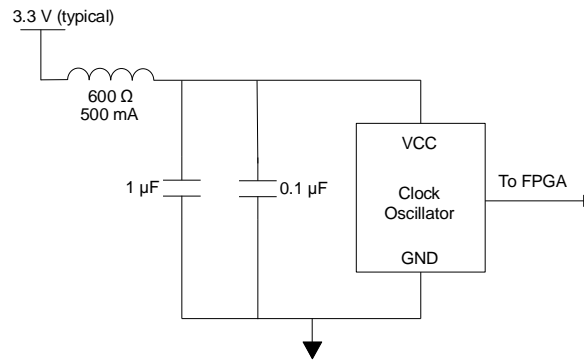 3.3 V (typical)
600 Ω
500 mA
1 µF
0.1 µF
VCC
Clock
Oscillator
GND
To FPGA